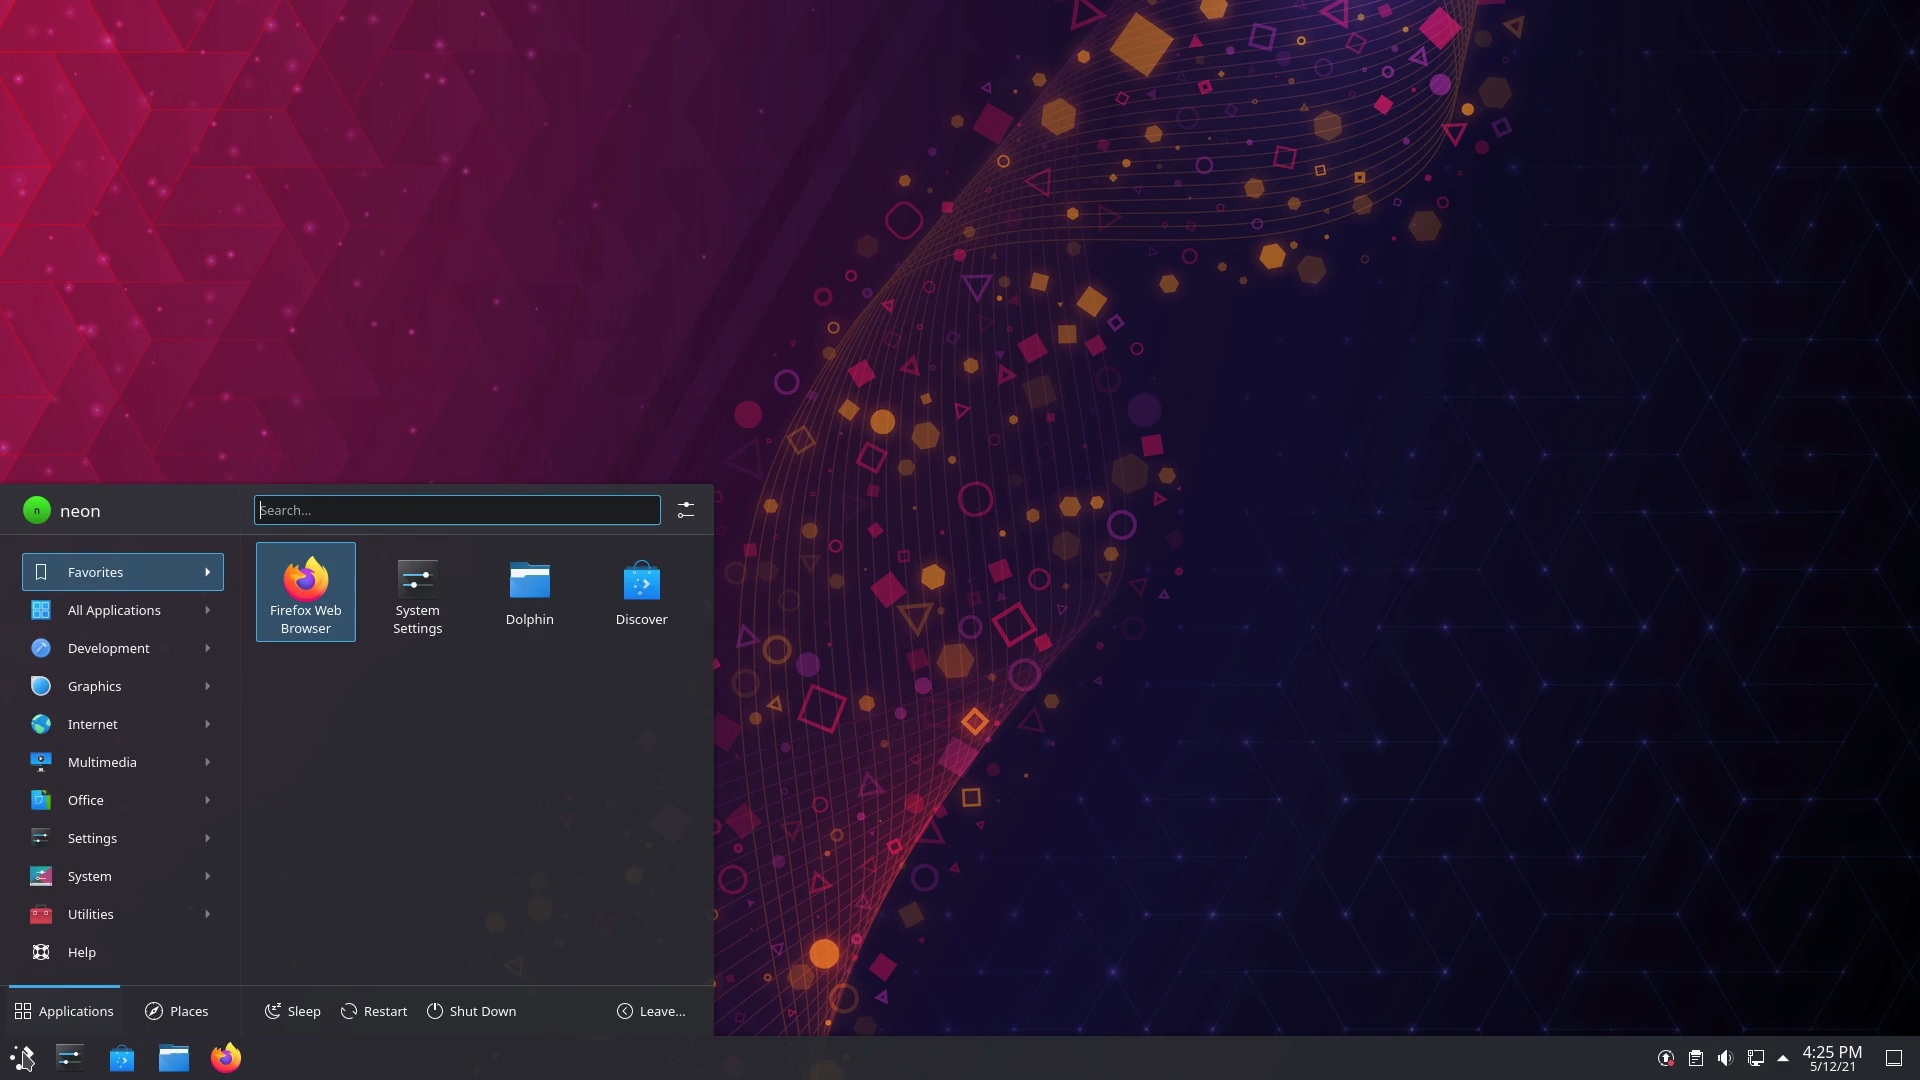 n
neon
Search...
Favorites
All Applications
Development
Graphics
Internet
Multimedia
Office
Settings
System
Utilities
Help
Firefox Web
Browser
System
Settings
Dolphin
Discover
Applications
Places
Sleep
Restart
Shut Down
Leave...
4:25 PM
5/12/21